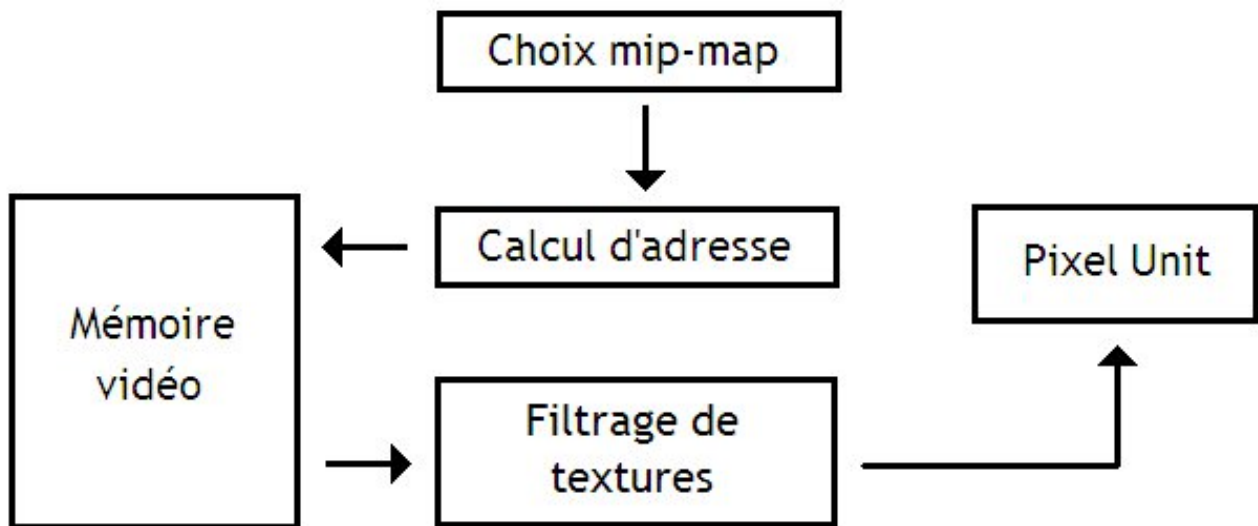 Choix mip-map
Calcul d'adresse
Pixel Unit
Mémoire
vidéo
Filtrage de
textures